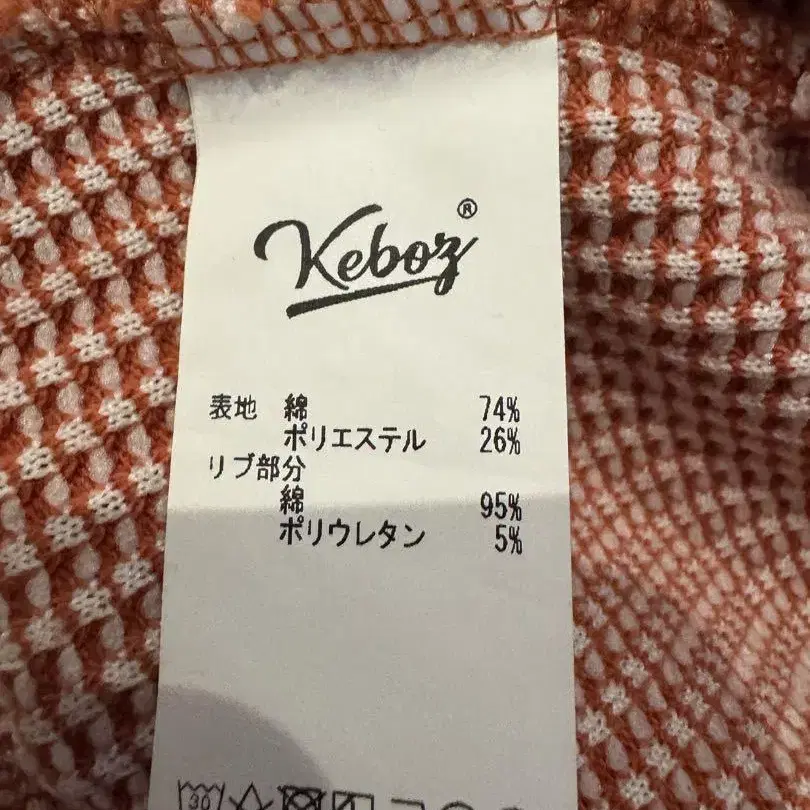 Keboz®
表地 綿 74%
ポリエステル 26%
リブ部分
綿 95%
ポリウレタン 5%
30